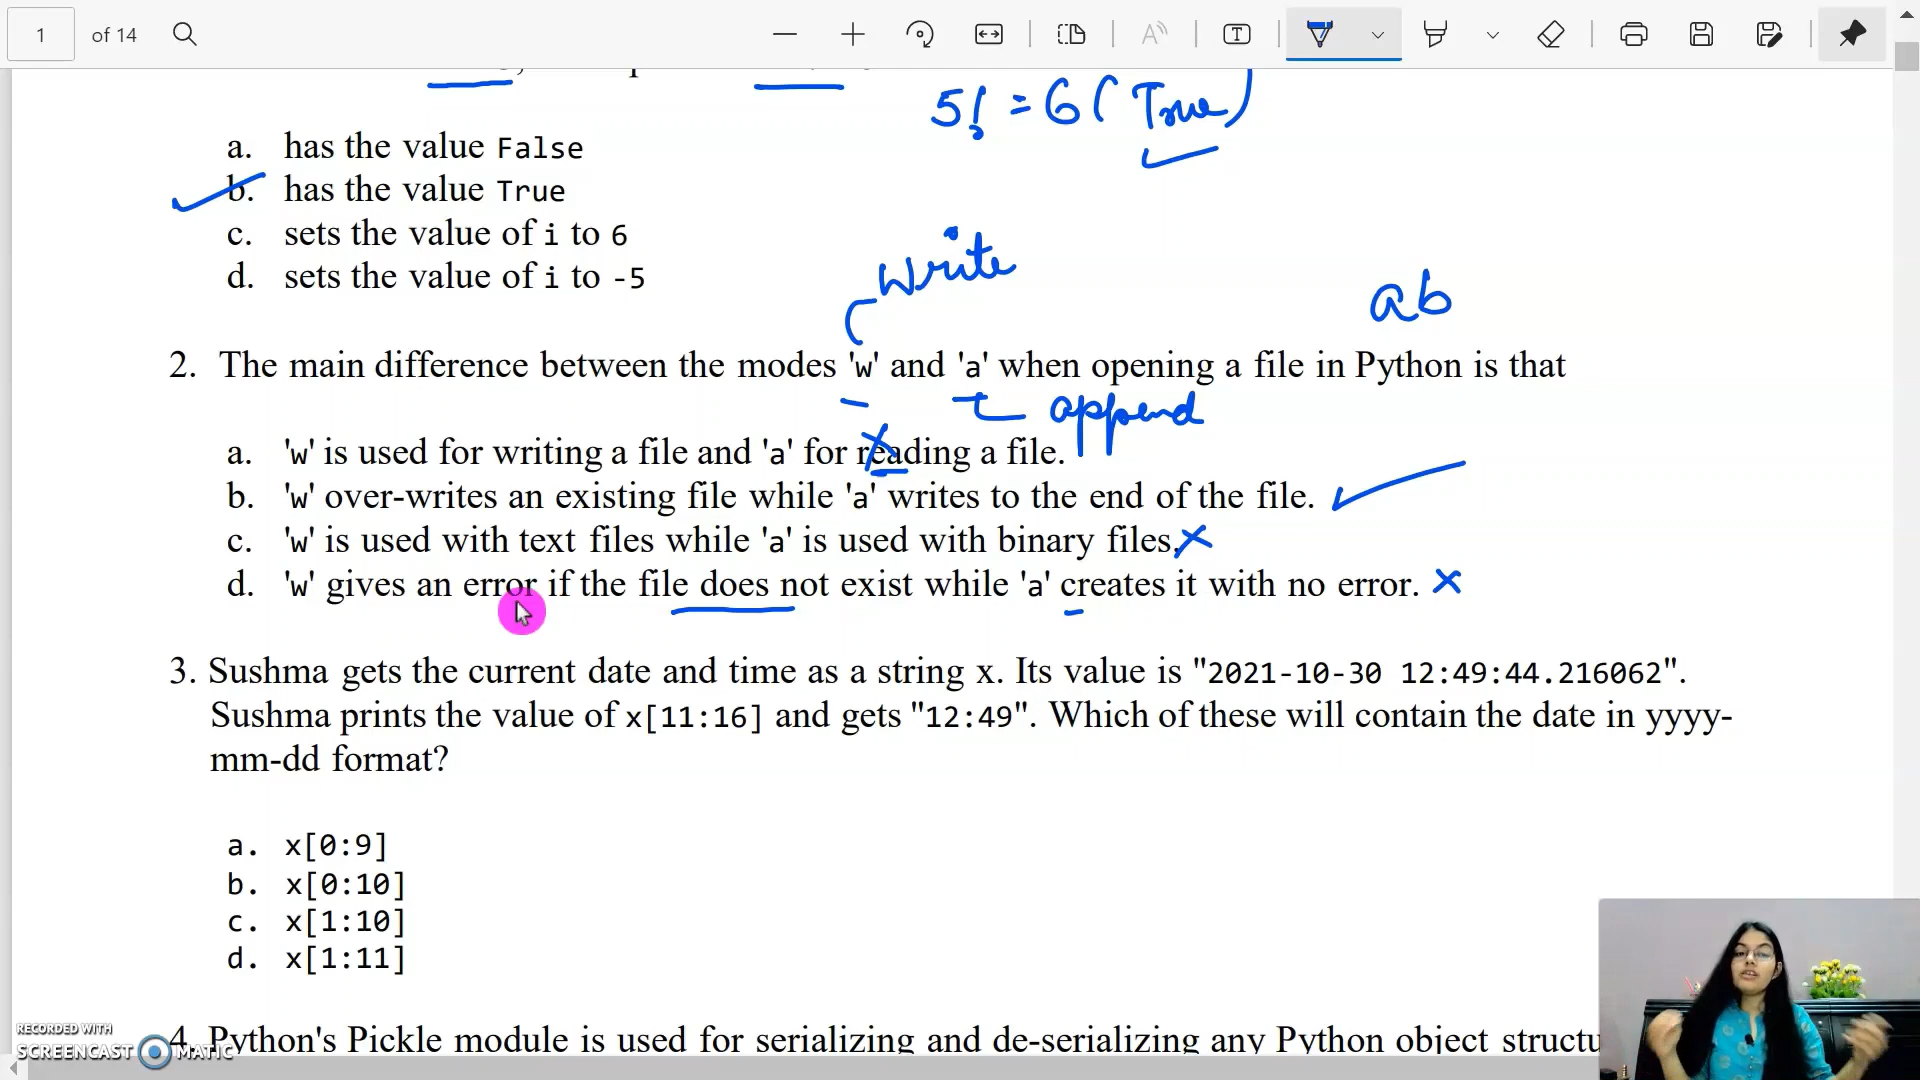 1 of 14
5! = 6 ( True )
a. has the value False
b. has the value True
c. sets the value of i to 6
d. sets the value of i to -5
write
ab
2. The main difference between the modes 'w' and 'a' when opening a file in Python is that
append
a. 'w' is used for writing a file and 'a' for reading a file.
b. 'w' over-writes an existing file while 'a' writes to the end of the file.
c. 'w' is used with text files while 'a' is used with binary files.
d. 'w' gives an error if the file does not exist while 'a' creates it with no error.
3. Sushma gets the current date and time as a string x. Its value is "2021-10-30 12:49:44.216062".
Sushma prints the value of x[11:16] and gets "12:49". Which of these will contain the date in yyyy-
mm-dd format?
a. x[0:9]
b. x[0:10]
c. x[1:10]
d. x[1:11]
RECORDED WITH
SCREENCAST MATIC
4. Python's Pickle module is used for serializing and de-serializing any Python object structu